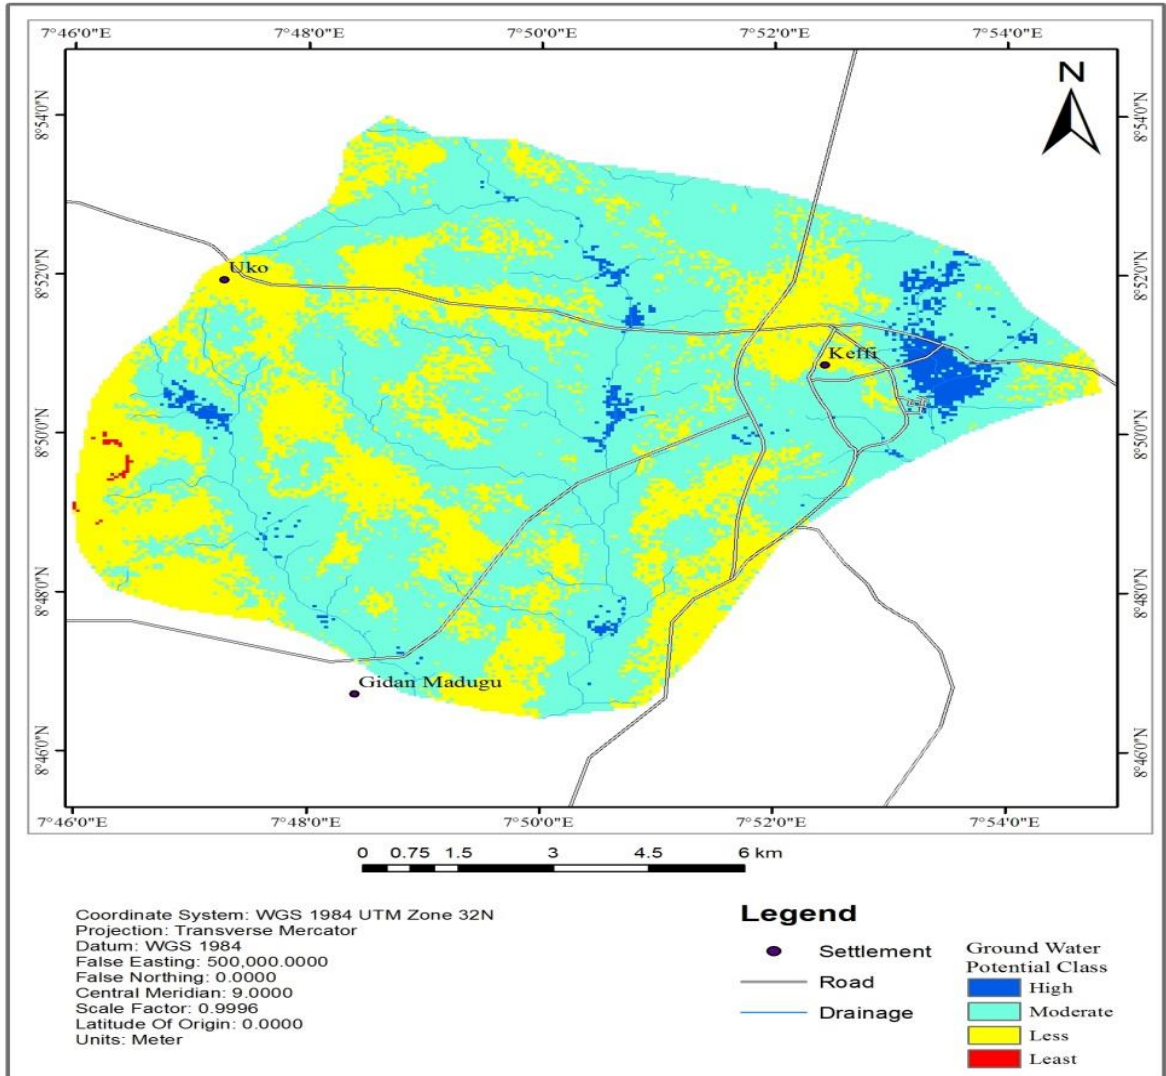 7°46'0"E 7°48'0"E 7°50'0"E 7°52'0"E 7°54'0"E
N
8°54'0"N 8°54'0"N
8°52'0"N 8°52'0"N
Uko
Keffi
8°50'0"N 8°50'0"N
8°48'0"N 8°48'0"N
Gidan Madugu
8°46'0"N 8°46'0"N
7°46'0"E 7°48'0"E 7°50'0"E 7°52'0"E 7°54'0"E
0 0.75 1.5 3 4.5 6 km
Coordinate System: WGS 1984 UTM Zone 32N
Projection: Transverse Mercator
Datum: WGS 1984
False Easting: 500,000.0000
False Northing: 0.0000
Central Meridian: 9.0000
Scale Factor: 0.9996
Latitude Of Origin: 0.0000
Units: Meter
Legend
Settlement
Road
Drainage
Ground Water
Potential Class
High
Moderate
Less
Least